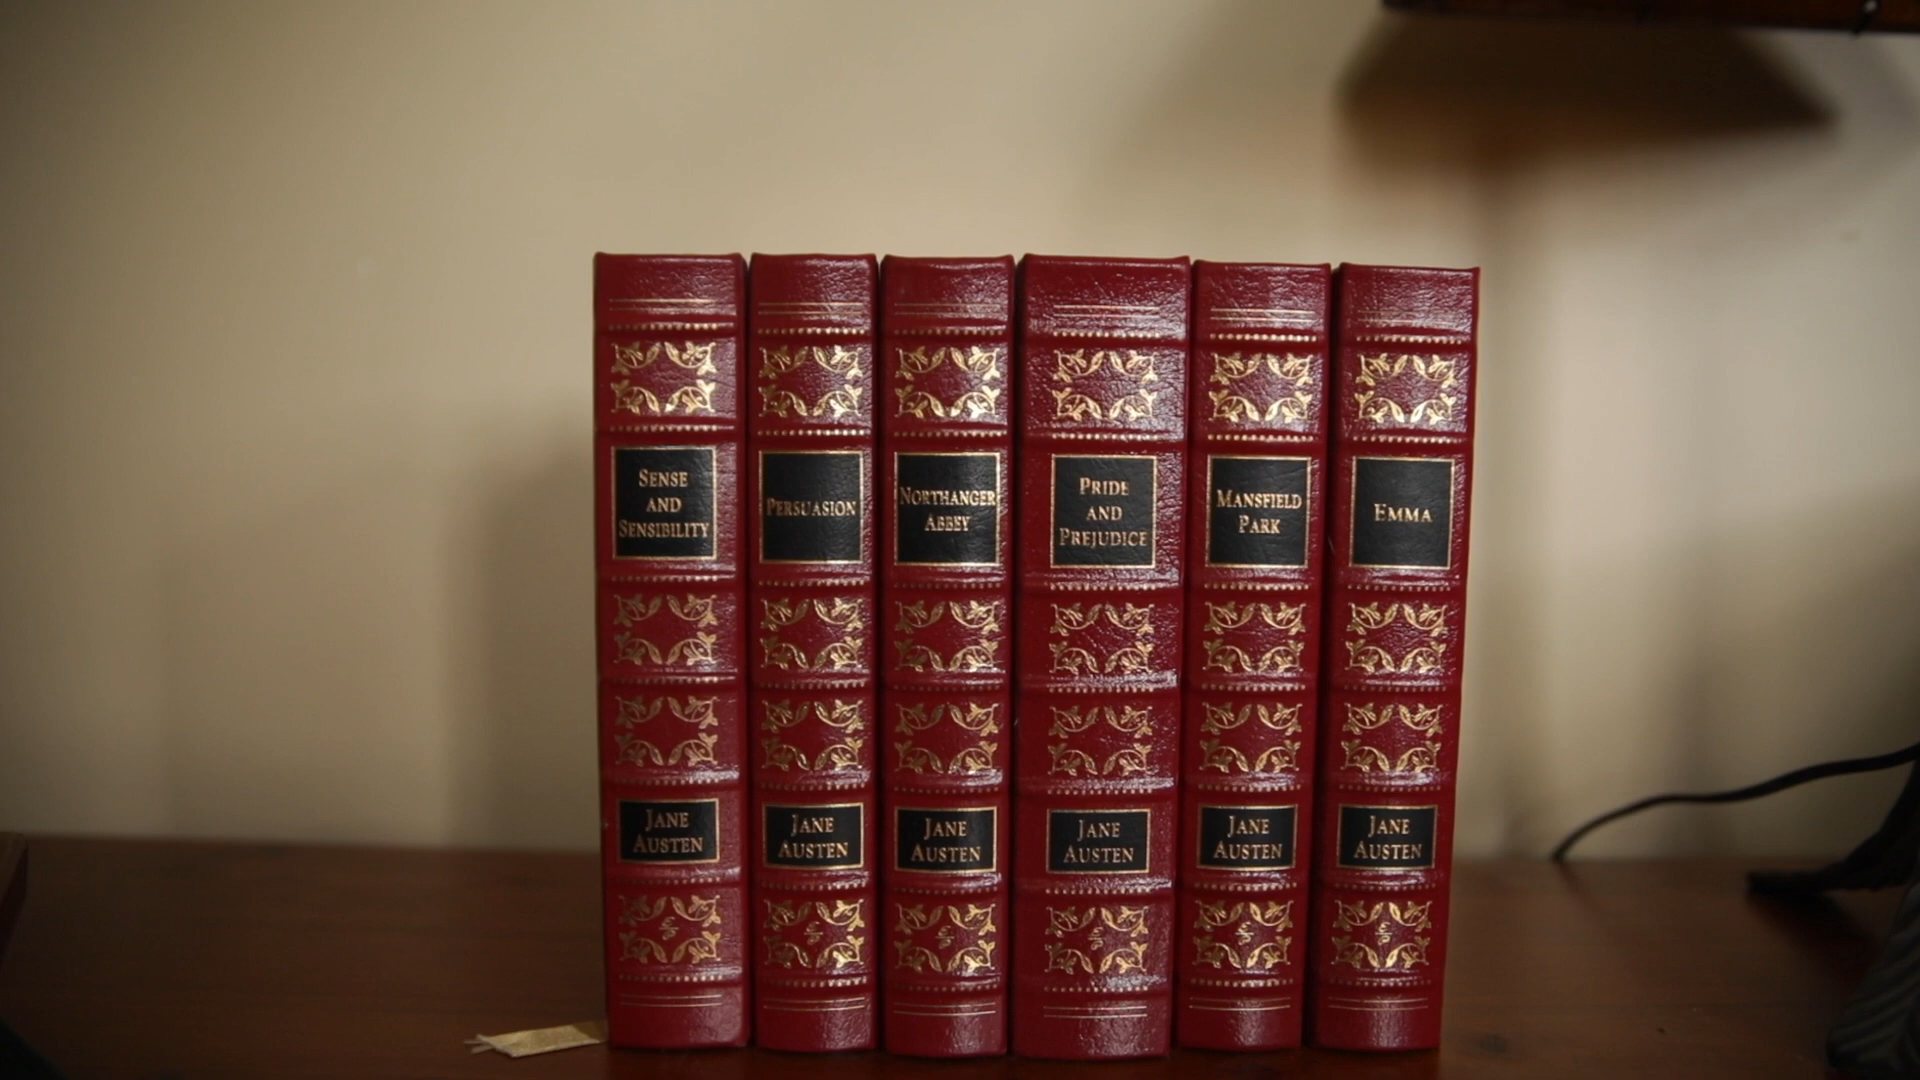 SENSE
AND
SENSIBILITY
JANE
AUSTEN
PERSUASION
JANE
AUSTEN
NORTHANGER
ABBEY
JANE
AUSTEN
PRIDE
AND
PREJUDICE
JANE
AUSTEN
MANSFIELD
PARK
JANE
AUSTEN
EMMA
JANE
AUSTEN